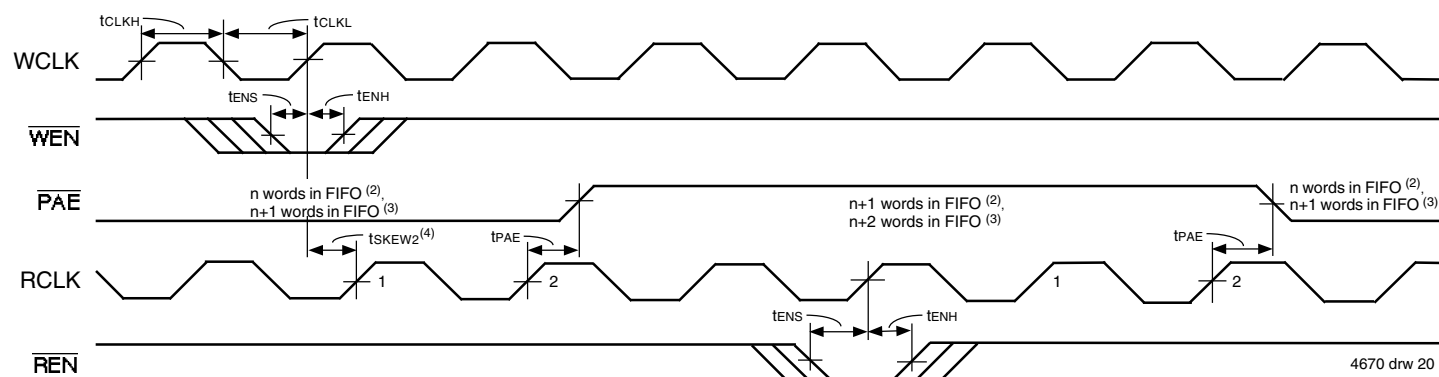 tCLKH
tCLKL
WCLK
tENS
tENH
WEN
n words in FIFO (2),
n+1 words in FIFO (3)
PAE
n+1 words in FIFO (2),
n+2 words in FIFO (3)
n words in FIFO (2),
n+1 words in FIFO (3)
tSKEW2(4)
tPAE
tPAE
RCLK
1
2
1
2
tENS
tENH
REN
4670 drw 20